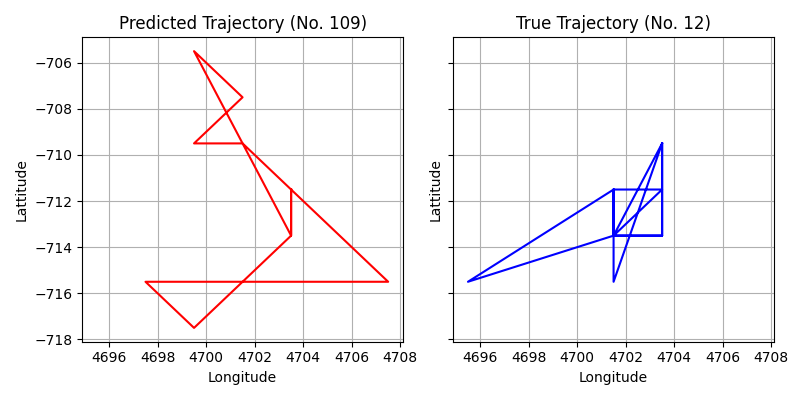 Predicted Trajectory (No. 109)
True Trajectory (No. 12)
Lattitude
−706
−708
−710
−712
−714
−716
−718
4696 4698 4700 4702 4704 4706 4708
Longitude
Lattitude
4696 4698 4700 4702 4704 4706 4708
Longitude